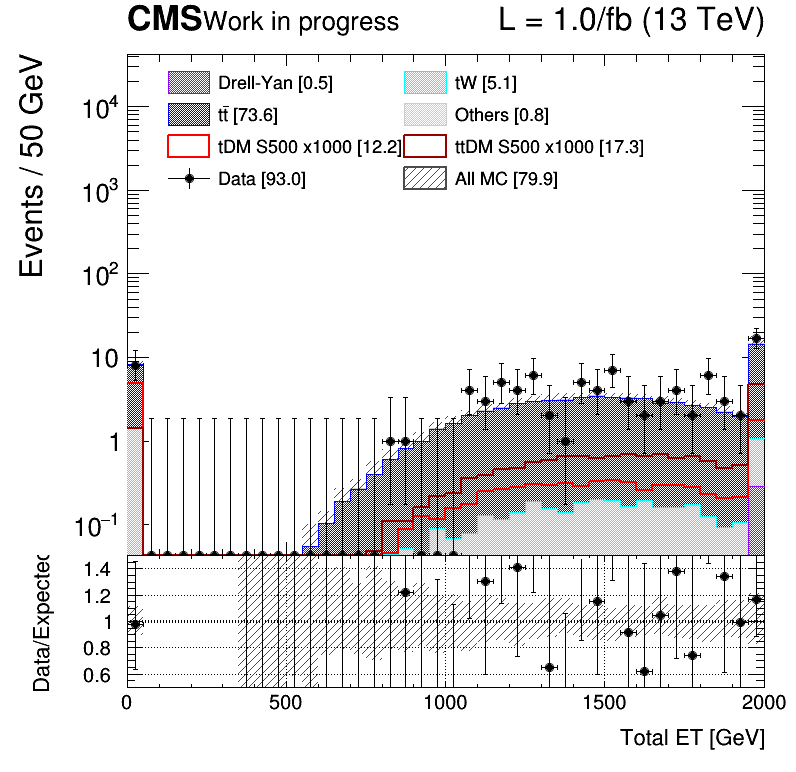 CMS Work in progress L = 1.0/fb (13 TeV)
Events / 50 GeV
Drell-Yan [0.5] tW [5.1]
tt̄ [73.6] Others [0.8]
tDM S500 x1000 [12.2] ttDM S500 x1000 [17.3]
Data [93.0] All MC [79.9]
10⁴
10³
10²
10
1
10⁻¹
Data/Expected
1.4
1.2
1
0.8
0.6
0 500 1000 1500 2000
Total ET [GeV]